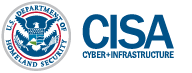 U.S. DEPARTMENT OF
HOMELAND SECURITY
CISA
CYBER+INFRASTRUCTURE